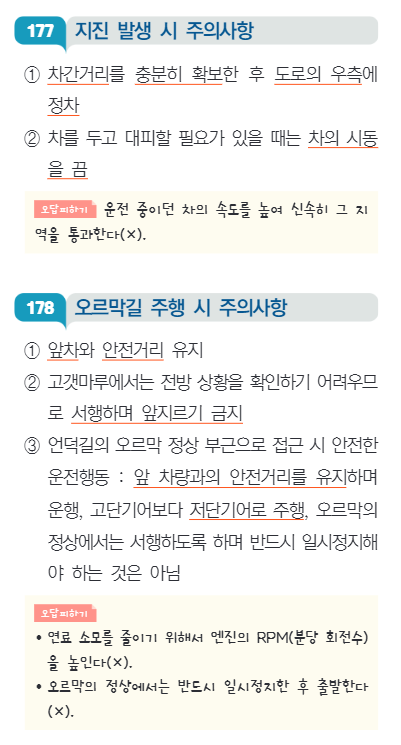 177 지진 발생 시 주의사항
① 차간거리를 충분히 확보한 후 도로의 우측에
정차
② 차를 두고 대피할 필요가 있을 때는 차의 시동
을 끔
오답피하기 운전 중이던 차의 속도를 높여 신속히 그 지
역을 통과한다(×).
178 오르막길 주행 시 주의사항
① 앞차와 안전거리 유지
② 고갯마루에서는 전방 상황을 확인하기 어려우므
로 서행하며 앞지르기 금지
③ 언덕길의 오르막 정상 부근으로 접근 시 안전한
운전행동 : 앞 차량과의 안전거리를 유지하며
운행, 고단기어보다 저단기어로 주행, 오르막의
정상에서는 서행하도록 하며 반드시 일시정지해
야 하는 것은 아님
오답피하기
• 연료 소모를 줄이기 위해서 엔진의 RPM(분당 회전수)
을 높인다(×).
• 오르막의 정상에서는 반드시 일시정지한 후 출발한다
(×).